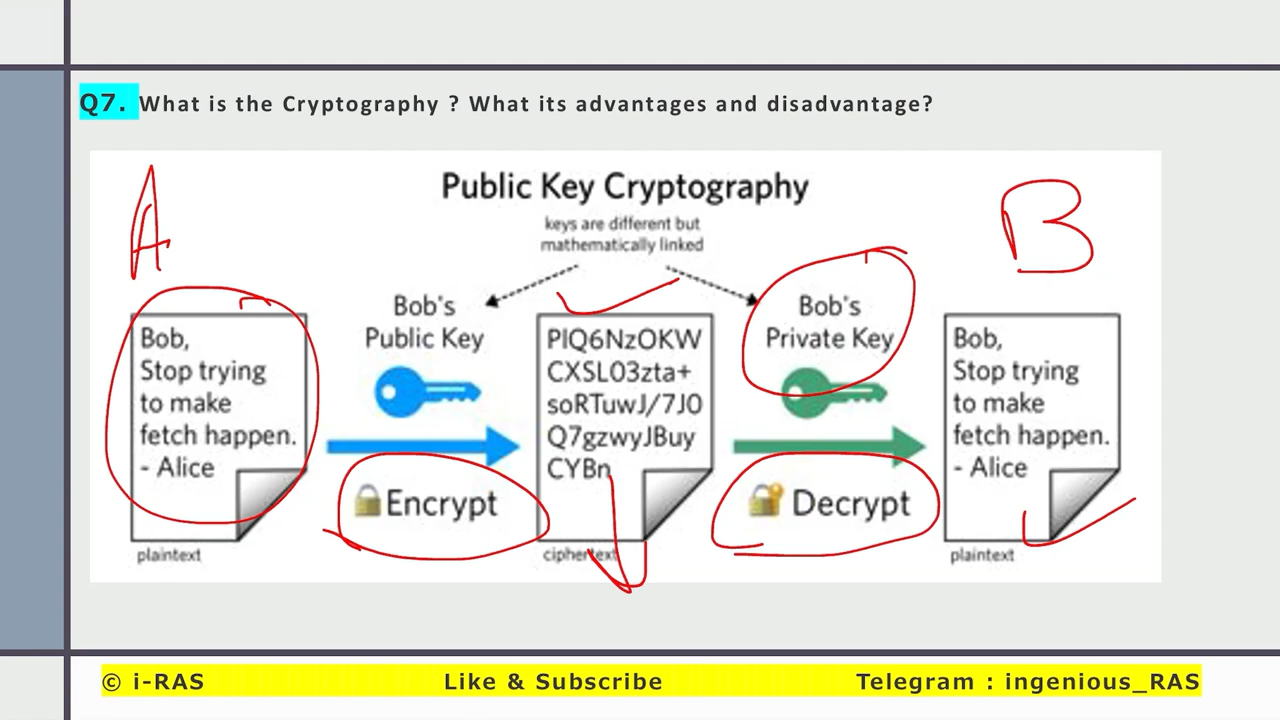 Q7. What is the Cryptography ? What its advantages and disadvantage?
Public Key Cryptography
keys are different but
mathematically linked
A
B
Bob's
Public Key
Bob's
Private Key
Bob,
Stop trying
to make
fetch happen.
- Alice
plaintext
Encrypt
PlQ6NzOKW
CXSL03zta+
soRTuwJ/7J0
Q7gzwyJBuy
CYBn
ciphertext
Decrypt
Bob,
Stop trying
to make
fetch happen.
- Alice
plaintext
© i-RAS Like & Subscribe Telegram : ingenious_RAS